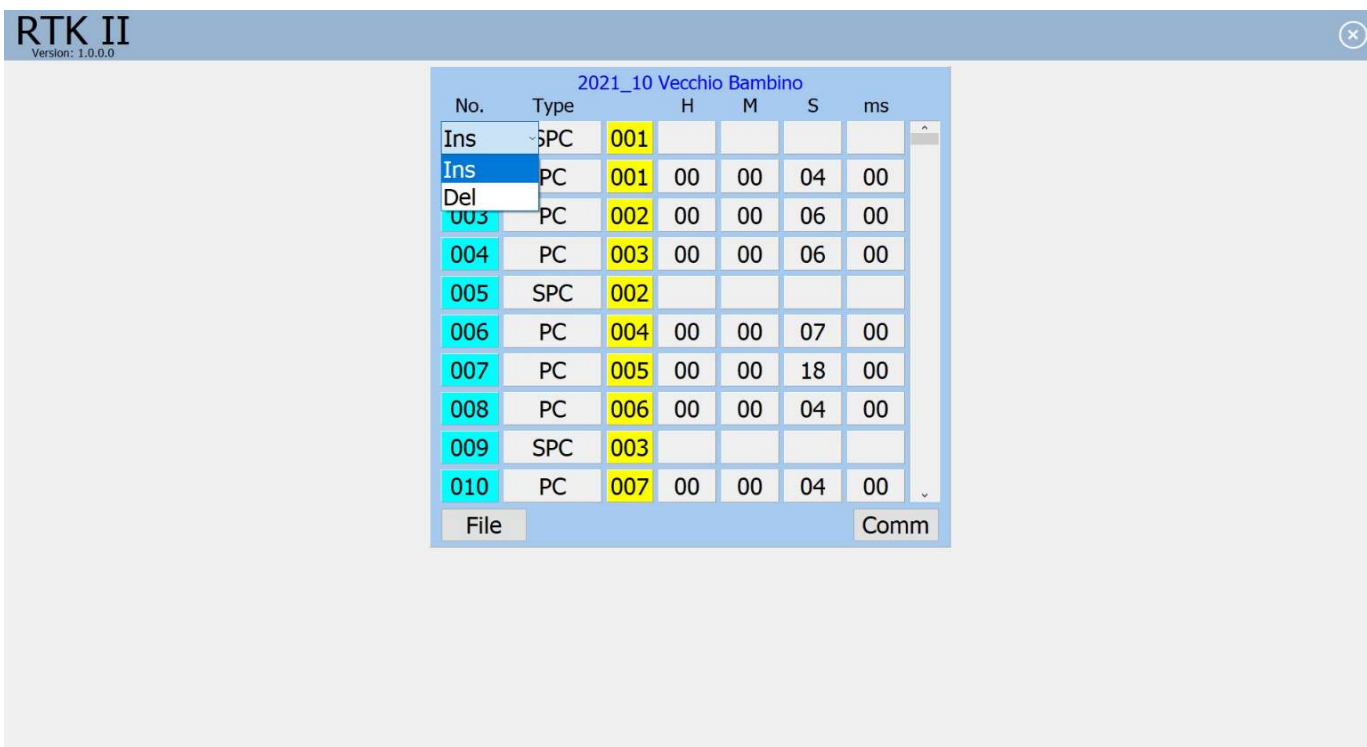 RTK II
Version: 1.0.0.0
2021_10 Vecchio Bambino
No. Type H M S ms
Ins SPC 001
Ins PC 001 00 00 04 00
Del
003 PC 002 00 00 06 00
004 PC 003 00 00 06 00
005 SPC 002
006 PC 004 00 00 07 00
007 PC 005 00 00 18 00
008 PC 006 00 00 04 00
009 SPC 003
010 PC 007 00 00 04 00
File Comm